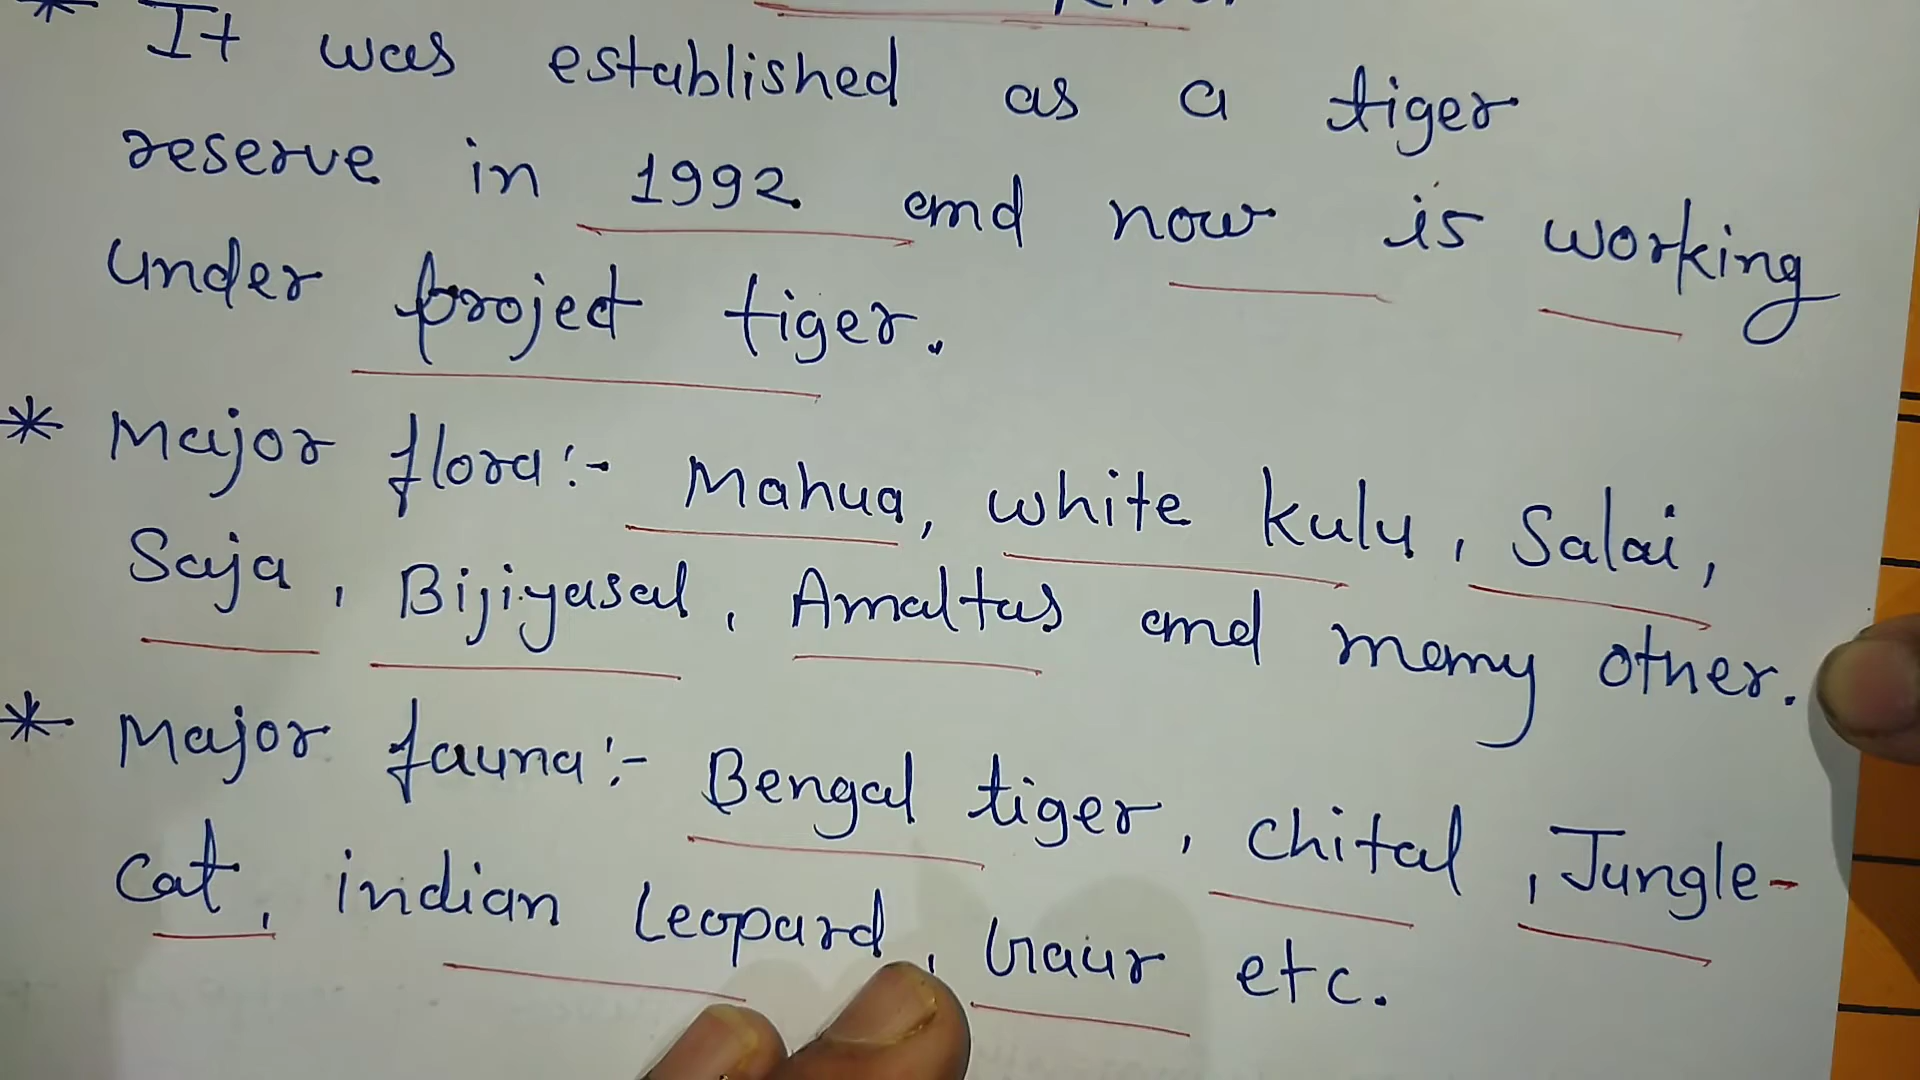 * It was established as a tiger
reserve in 1992 and now is working
under project tiger.
* Major flora:- Mahua, white kulu, Salai,
Saja, Bijiyasal, Amaltas and many other.
* Major fauna:- Bengal tiger, chital, Jungle-
cat, indian leopard, Gaur etc.